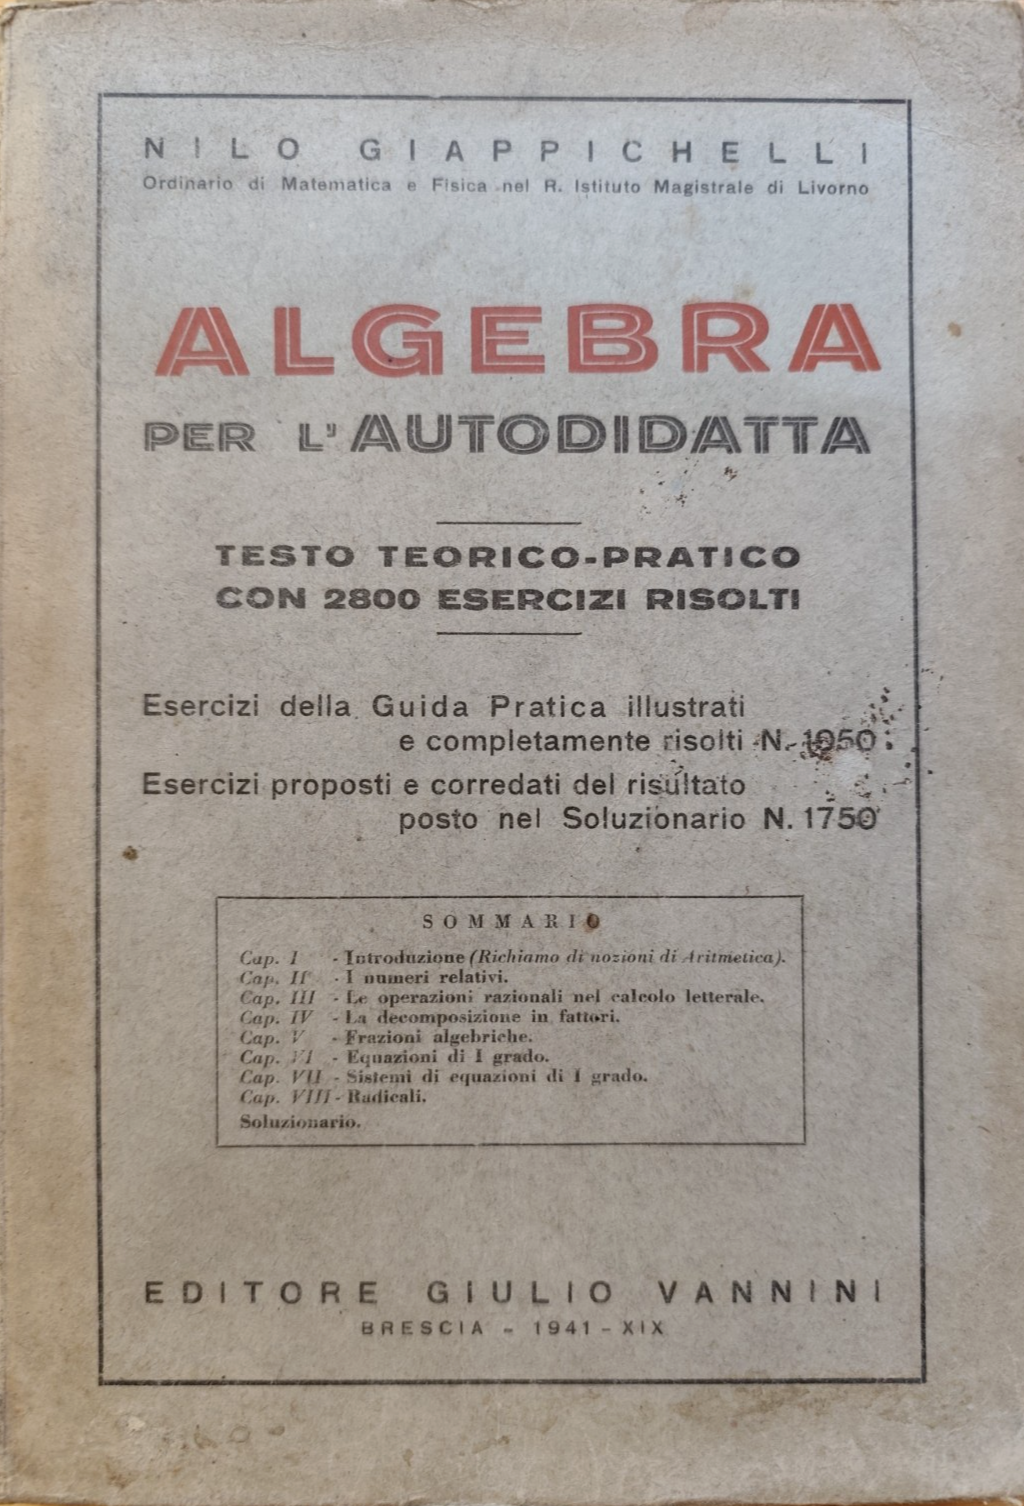 NILO GIAPPICHELLI
Ordinario di Matematica e Fisica nel R. Istituto Magistrale di Livorno
ALGEBRA
PER L'AUTODIDATTA
TESTO TEORICO-PRATICO
CON 2800 ESERCIZI RISOLTI
Esercizi della Guida Pratica illustrati
e completamente risolti N. 1050
Esercizi proposti e corredati del risultato
posto nel Soluzionario N. 1750
SOMMARIO
Cap. I - Introduzione (Richiamo di nozioni di Aritmetica).
Cap. II - I numeri relativi.
Cap. III - Le operazioni razionali nel calcolo letterale.
Cap. IV - La decomposizione in fattori.
Cap. V - Frazioni algebriche.
Cap. VI - Equazioni di I grado.
Cap. VII - Sistemi di equazioni di I grado.
Cap. VIII - Radicali.
Soluzionario.
EDITORE GIULIO VANNINI
BRESCIA - 1941 - XIX